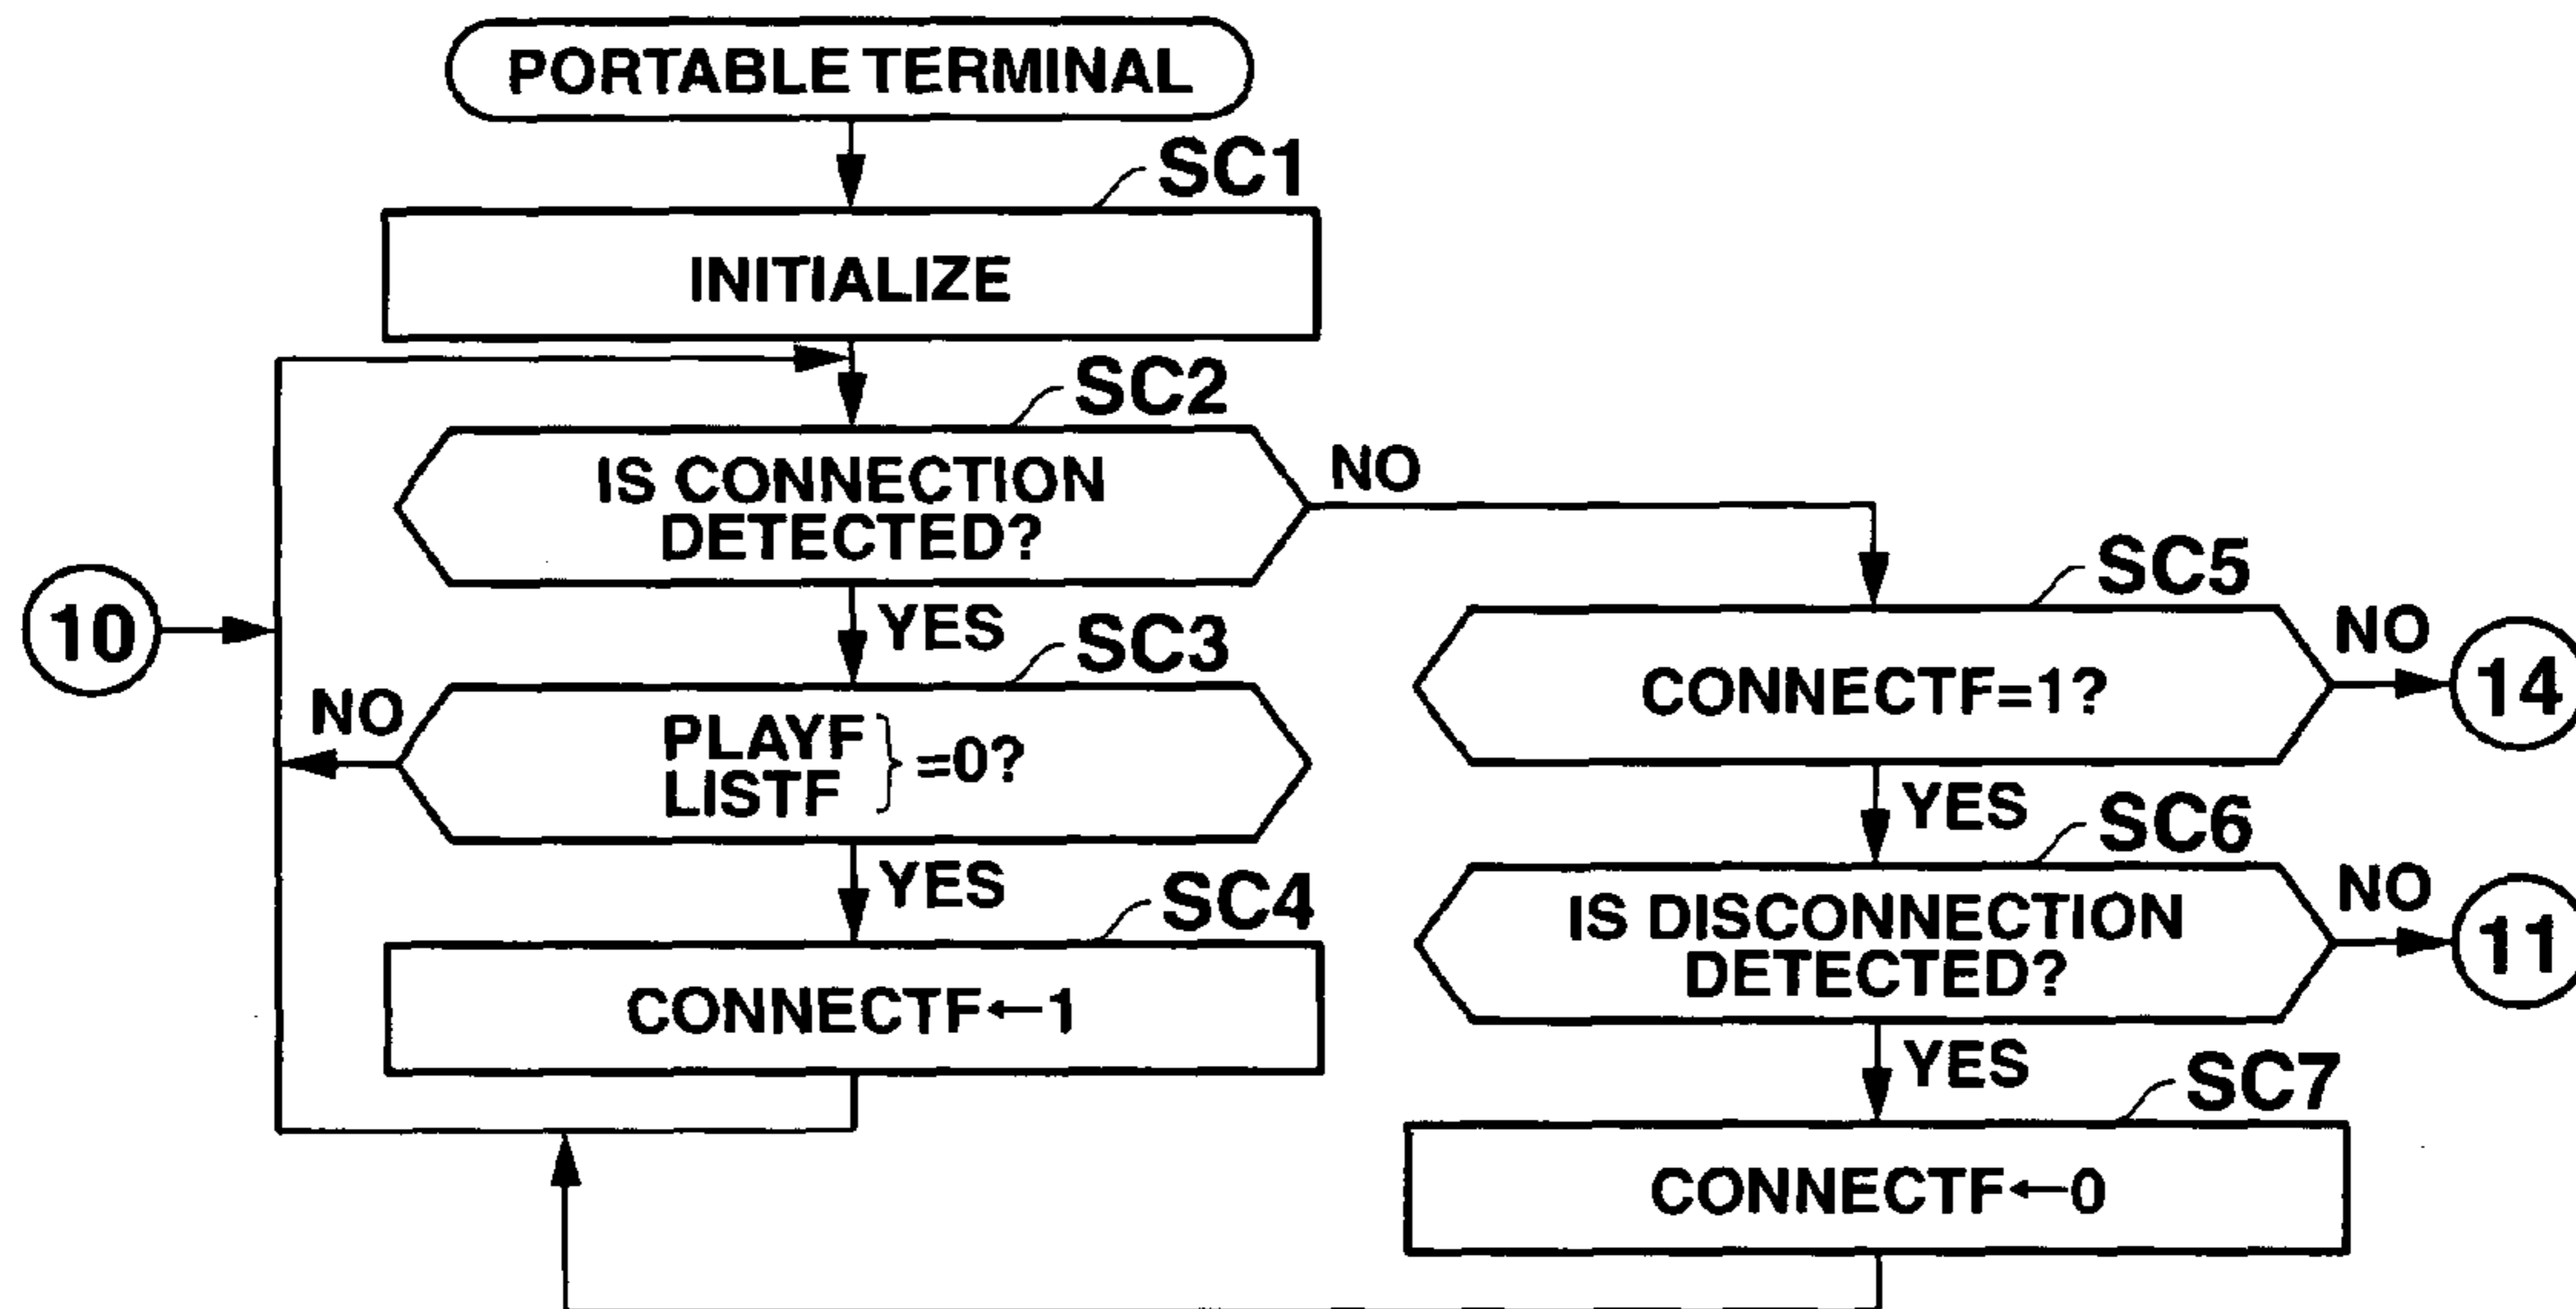 PORTABLE TERMINAL
SC1
INITIALIZE
SC2
IS CONNECTION
DETECTED?
NO
YES
10
SC3
NO
PLAYF
LISTF
=0?
YES
SC4
CONNECTF←1
SC5
CONNECTF=1?
NO
14
YES
SC6
IS DISCONNECTION
DETECTED?
NO
11
YES
SC7
CONNECTF←0